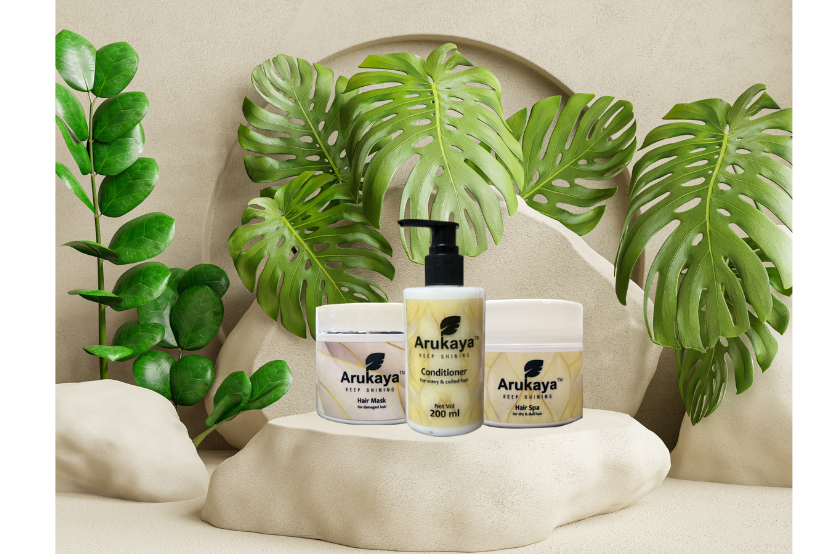 Arukaya™
KEEP SHINING
Hair Mask
for damaged hair
Arukaya™
KEEP SHINING
Conditioner
for wavy & coiled hair
Net Vol
200 ml
Arukaya™
KEEP SHINING
Hair Spa
for dry & dull hair